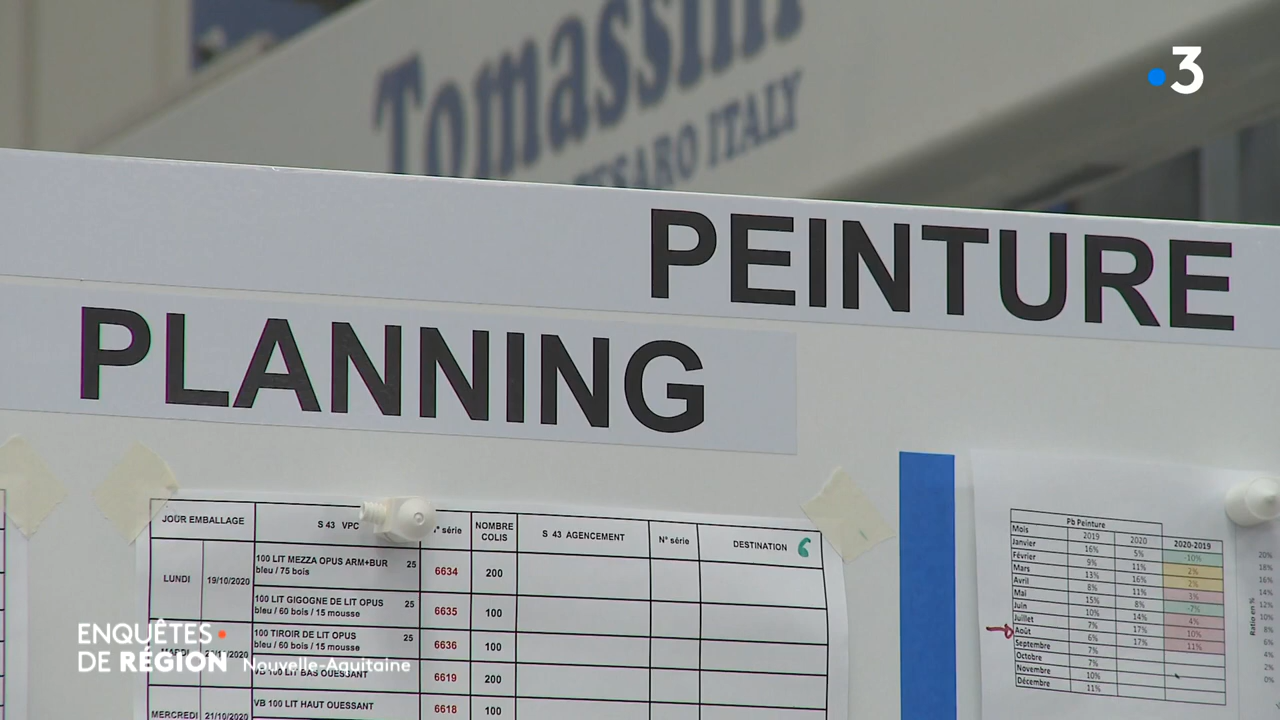 Tomassini
PESARO ITALY
3
PEINTURE
PLANNING
JOUR EMBALLAGE
S 43 VPC
N° série
NOMBRE
COLIS
S 43 AGENCEMENT
N° série
DESTINATION
LUNDI
19/10/2020
100 LIT MEZZA OPUS ARM+BUR 25
bleu / 75 bois
6634
200
100 LIT GIGOGNE DE LIT OPUS 25
bleu / 60 bois / 15 mousse
6635
100
100 TIROIR DE LIT OPUS 25
bleu / 60 bois / 15 mousse
6636
100
VB 100 LIT BAS OUESSANT
6619
200
MERCREDI
21/10/2020
VB 100 LIT HAUT OUESSANT
6618
100
Pb Peinture
Mois 2019 2020 2020-2019
Janvier 16% 5% -10%
Février 9% 11% 2%
Mars 13% 16% 2%
Avril 8% 11% 3%
Mai 15% 8% -7%
Juin 10% 14% 4%
Juillet 7% 17% 10%
Août 6% 17% 11%
Septembre 7%
Octobre 7%
Novembre 10%
Décembre 11%
Ratio en %
20%
18%
16%
14%
12%
10%
8%
6%
4%
2%
0%
ENQUÊTES
DE RÉGION Nouvelle-Aquitaine